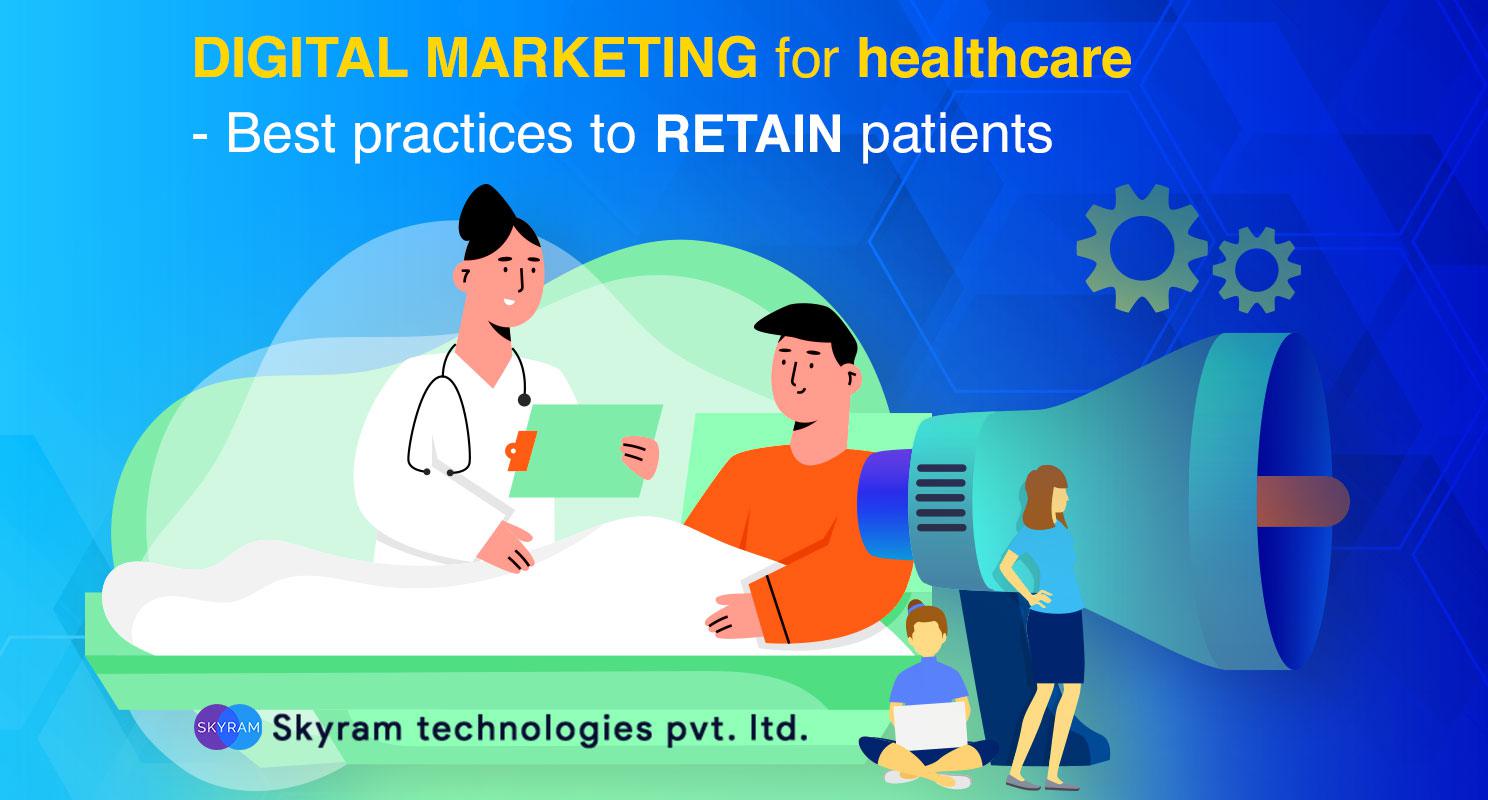 DIGITAL MARKETING for healthcare
- Best practices to RETAIN patients
SKYRAM Skyram technologies pvt. ltd.